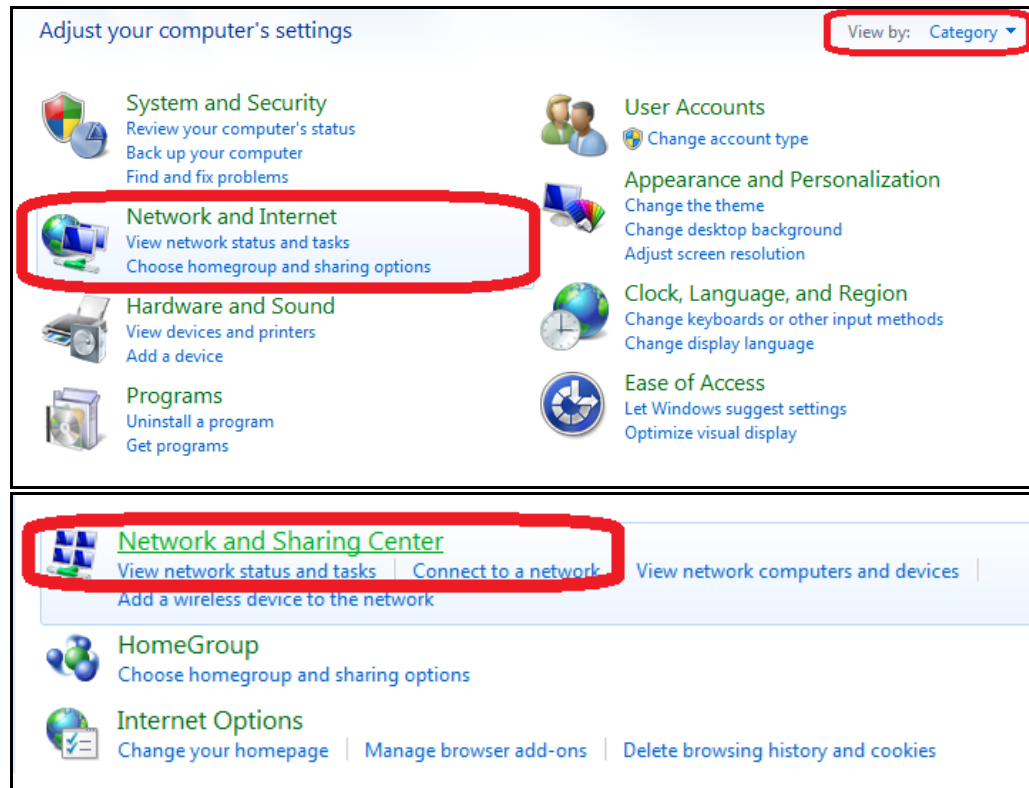 Adjust your computer's settings
View by: Category
System and Security
Review your computer's status
Back up your computer
Find and fix problems
Network and Internet
View network status and tasks
Choose homegroup and sharing options
Hardware and Sound
View devices and printers
Add a device
Programs
Uninstall a program
Get programs
User Accounts
Change account type
Appearance and Personalization
Change the theme
Change desktop background
Adjust screen resolution
Clock, Language, and Region
Change keyboards or other input methods
Change display language
Ease of Access
Let Windows suggest settings
Optimize visual display
Network and Sharing Center
View network status and tasks Connect to a network View network computers and devices
Add a wireless device to the network
HomeGroup
Choose homegroup and sharing options
Internet Options
Change your homepage Manage browser add-ons Delete browsing history and cookies